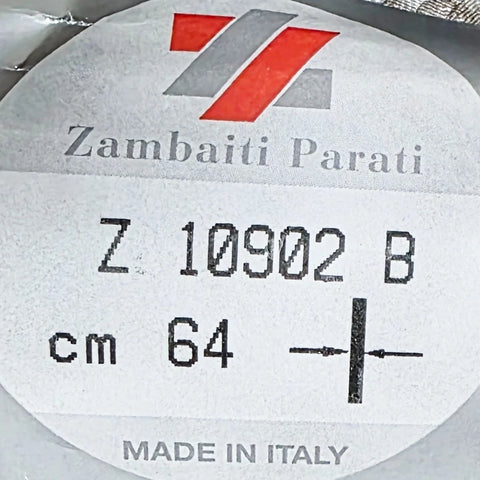 Zambaiti Parati
Z 10902 B
cm 64
MADE IN ITALY